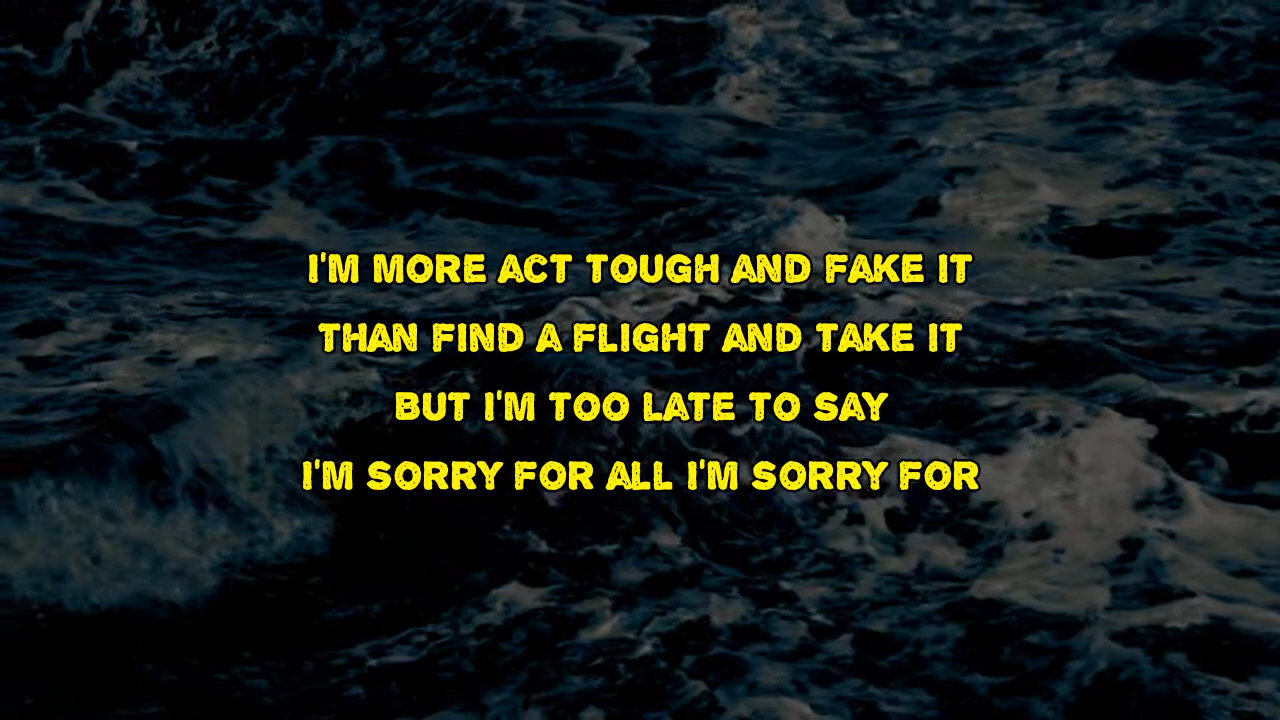 I'M MORE ACT TOUGH AND FAKE IT
THAN FIND A FLIGHT AND TAKE IT
BUT I'M TOO LATE TO SAY
I'M SORRY FOR ALL I'M SORRY FOR